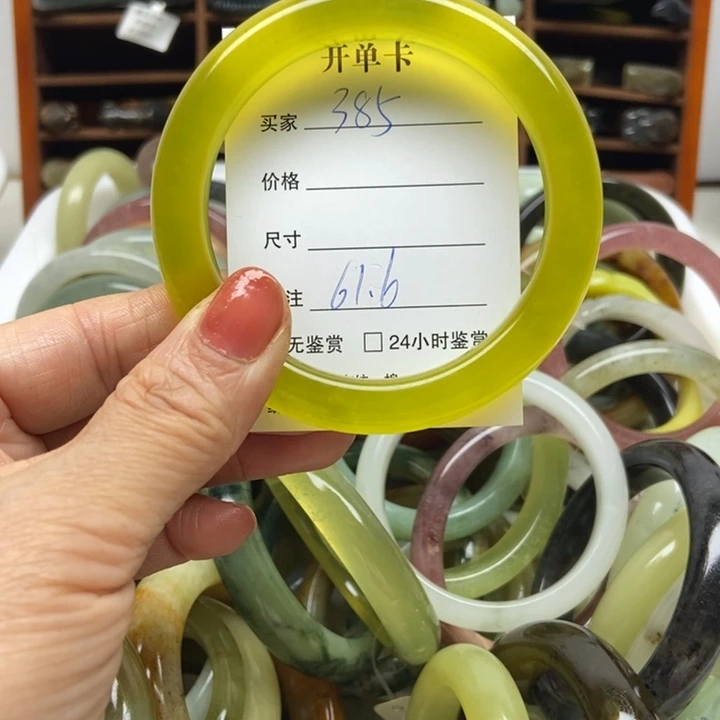 开单卡
买家 385
价格
尺寸
注 61.6
无鉴赏 □ 24小时鉴赏